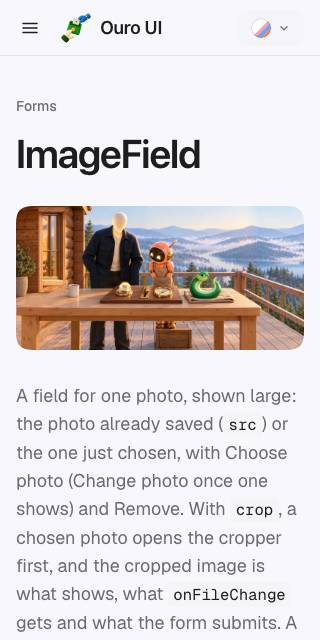 Ouro UI
Forms
ImageField
A field for one photo, shown large:
the photo already saved ( src ) or
the one just chosen, with Choose
photo (Change photo once one
shows) and Remove. With crop , a
chosen photo opens the cropper
first, and the cropped image is
what shows, what onFileChange
gets and what the form submits. A